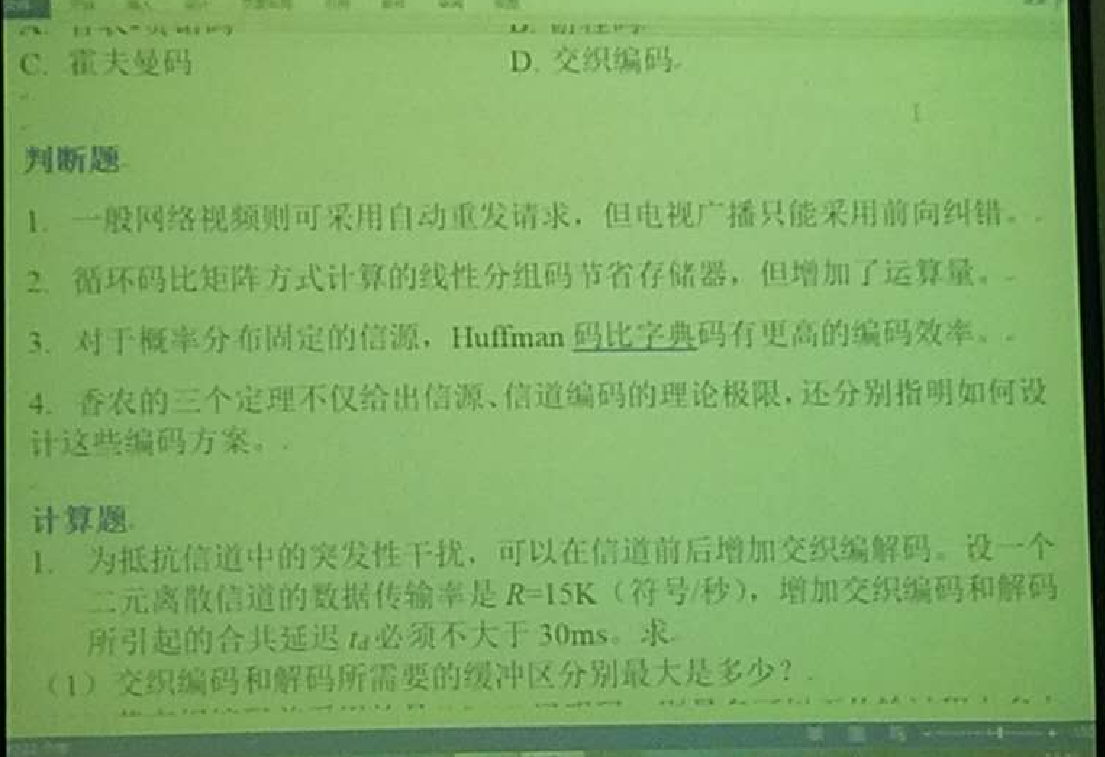 C. 霍夫曼码
D. 交织编码
1
判断题
1. 一般网络视频则可采用自动重发请求，但电视广播只能采用前向纠错。
2. 循环码比矩阵方式计算的线性分组码节省存储器，但增加了运算量。
3. 对于概率分布固定的信源，Huffman 码比字典码有更高的编码效率。
4. 香农的三个定理不仅给出信源、信道编码的理论极限，还分别指明如何设
计这些编码方案。
计算题
1. 为抵抗信道中的突发性干扰，可以在信道前后增加交织编解码。设一个
二元离散信道的数据传输率是 R=15K（符号/秒），增加交织编码和解码
所引起的合共延迟 td 必须不大于 30ms。求
（1）交织编码和解码所需要的缓冲区分别最大是多少？